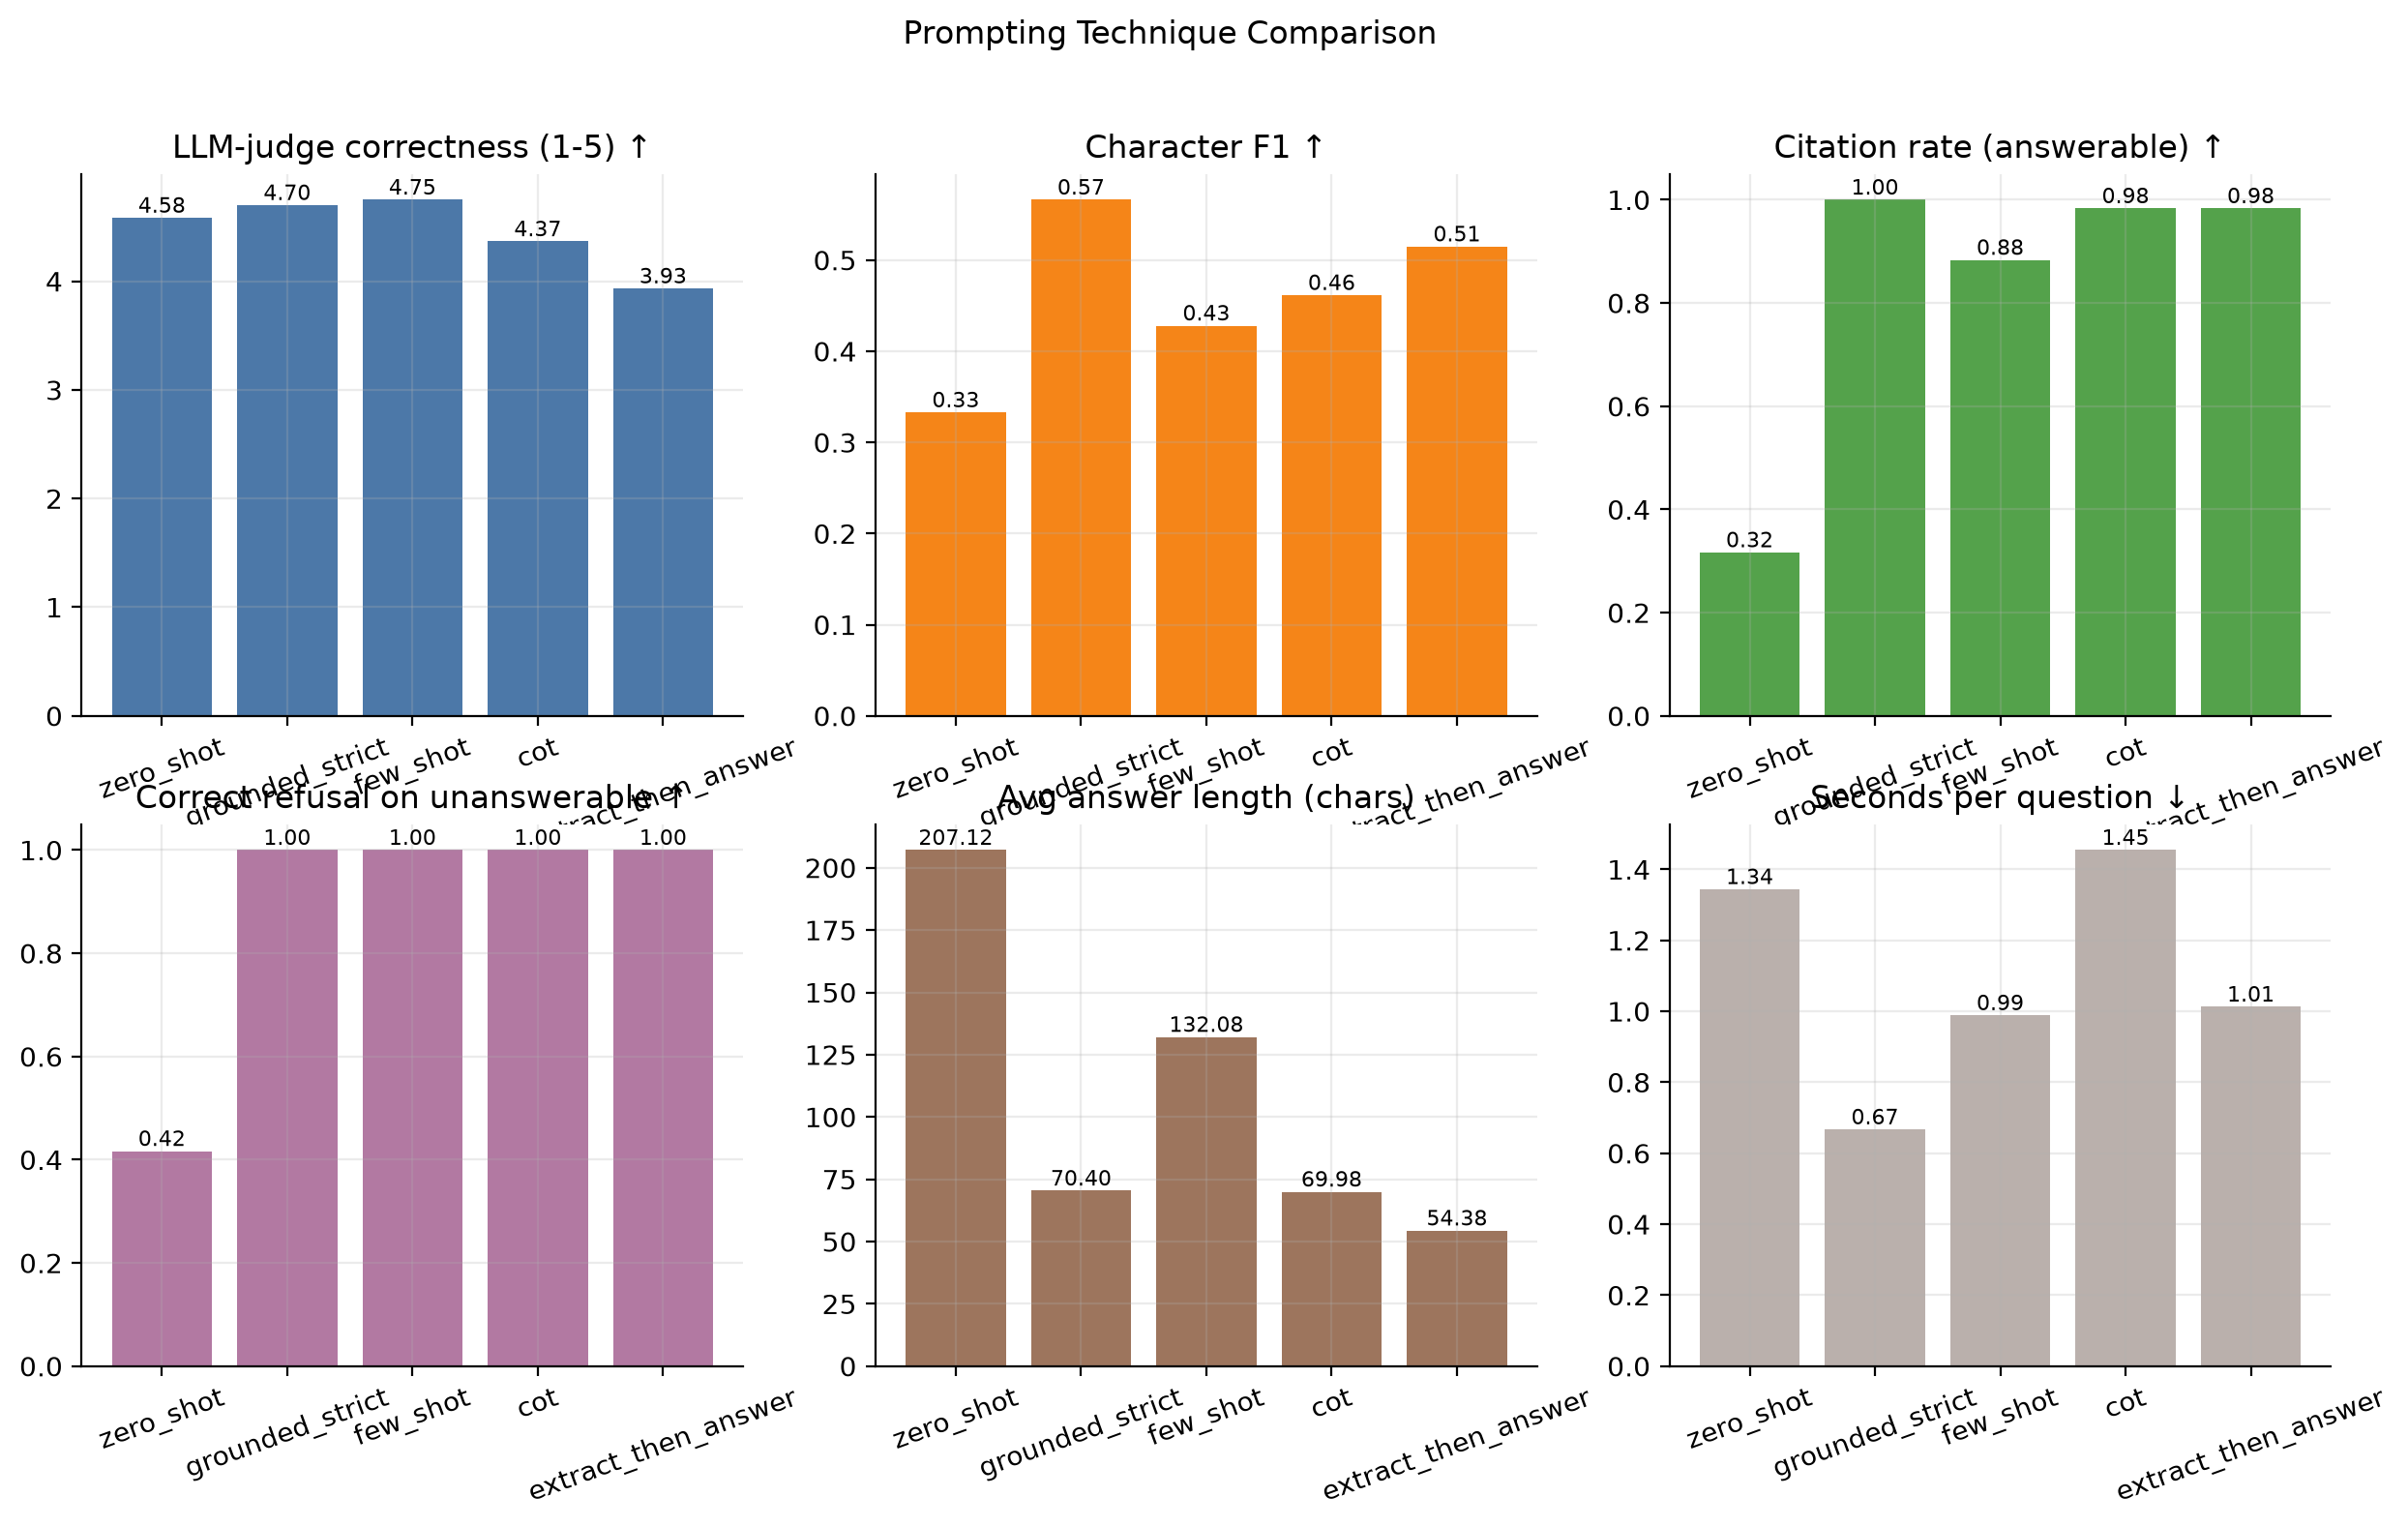 Prompting Technique Comparison
LLM-judge correctness (1-5) ↑
4.58
4.70
4.75
4.37
3.93
4
3
2
1
0
zero_shot
grounded_strict
few_shot
cot
Character F1 ↑
0.33
0.57
0.43
0.46
0.51
0.5
0.4
0.3
0.2
0.1
0.0
zero_shot
grounded_strict
few_shot
cot
Citation rate (answerable) ↑
0.32
1.00
0.88
0.98
0.98
1.0
0.8
0.6
0.4
0.2
0.0
zero_shot
grounded_strict
few_shot
cot
Correct refusal on unanswerable ↑
0.42
1.00
1.00
1.00
1.00
1.0
0.8
0.6
0.4
0.2
0.0
zero_shot
grounded_strict
few_shot
cot
extract_then_answer
Avg answer length (chars)
207.12
70.40
132.08
69.98
54.38
200
175
150
125
100
75
50
25
0
zero_shot
grounded_strict
few_shot
cot
extract_then_answer
Seconds per question ↓
1.34
0.67
0.99
1.45
1.01
1.4
1.2
1.0
0.8
0.6
0.4
0.2
0.0
zero_shot
grounded_strict
few_shot
cot
extract_then_answer